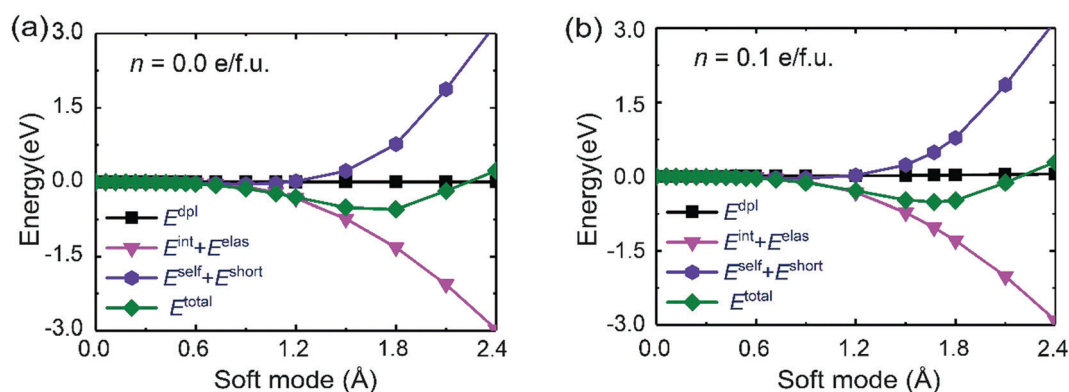 (a)
n = 0.0 e/f.u.
Energy(eV)
3.0
1.5
0.0
-1.5
-3.0
E^dpl
E^int+E^elas
E^self+E^short
E^total
0.0 0.6 1.2 1.8 2.4
Soft mode (Å)
(b)
n = 0.1 e/f.u.
Energy(eV)
3.0
1.5
0.0
-1.5
-3.0
E^dpl
E^int+E^elas
E^self+E^short
E^total
0.0 0.6 1.2 1.8 2.4
Soft mode (Å)